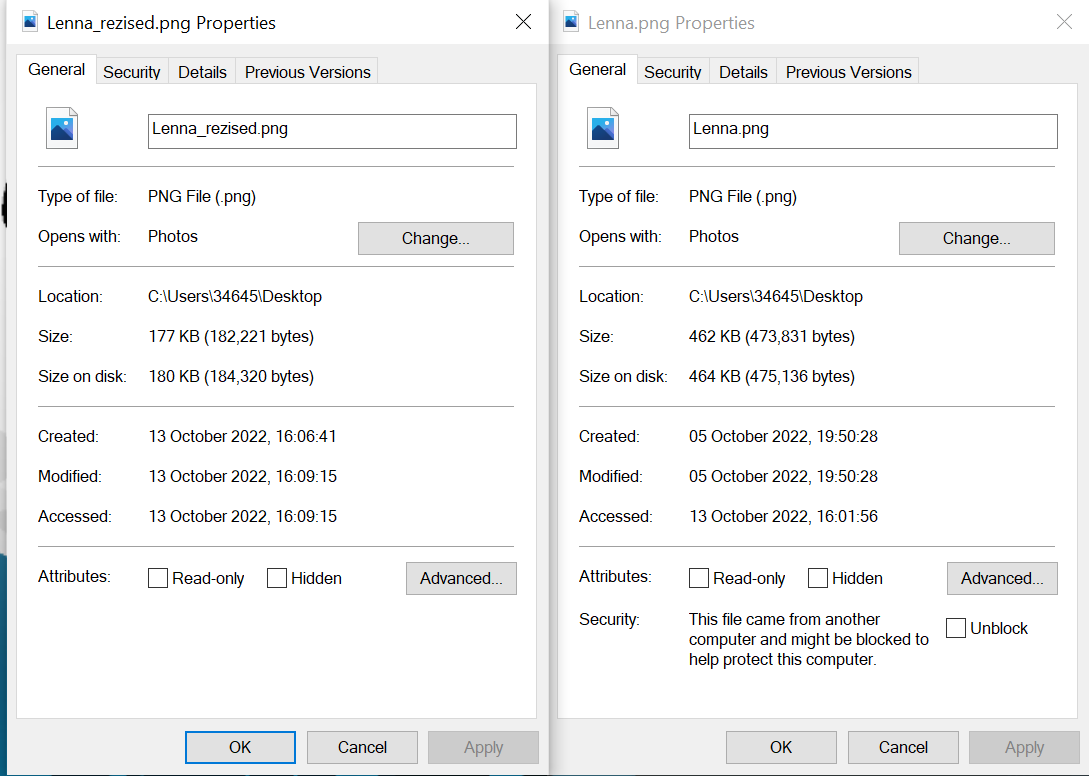 Lenna_rezised.png Properties
General Security Details Previous Versions
Lenna_rezised.png
Type of file: PNG File (.png)
Opens with: Photos Change...
Location: C:\Users\34645\Desktop
Size: 177 KB (182,221 bytes)
Size on disk: 180 KB (184,320 bytes)
Created: 13 October 2022, 16:06:41
Modified: 13 October 2022, 16:09:15
Accessed: 13 October 2022, 16:09:15
Attributes: Read-only Hidden Advanced...
OK Cancel Apply
Lenna.png Properties
General Security Details Previous Versions
Lenna.png
Type of file: PNG File (.png)
Opens with: Photos Change...
Location: C:\Users\34645\Desktop
Size: 462 KB (473,831 bytes)
Size on disk: 464 KB (475,136 bytes)
Created: 05 October 2022, 19:50:28
Modified: 05 October 2022, 19:50:28
Accessed: 13 October 2022, 16:01:56
Attributes: Read-only Hidden Advanced...
Security: This file came from another
computer and might be blocked to Unblock
help protect this computer.
OK Cancel Apply